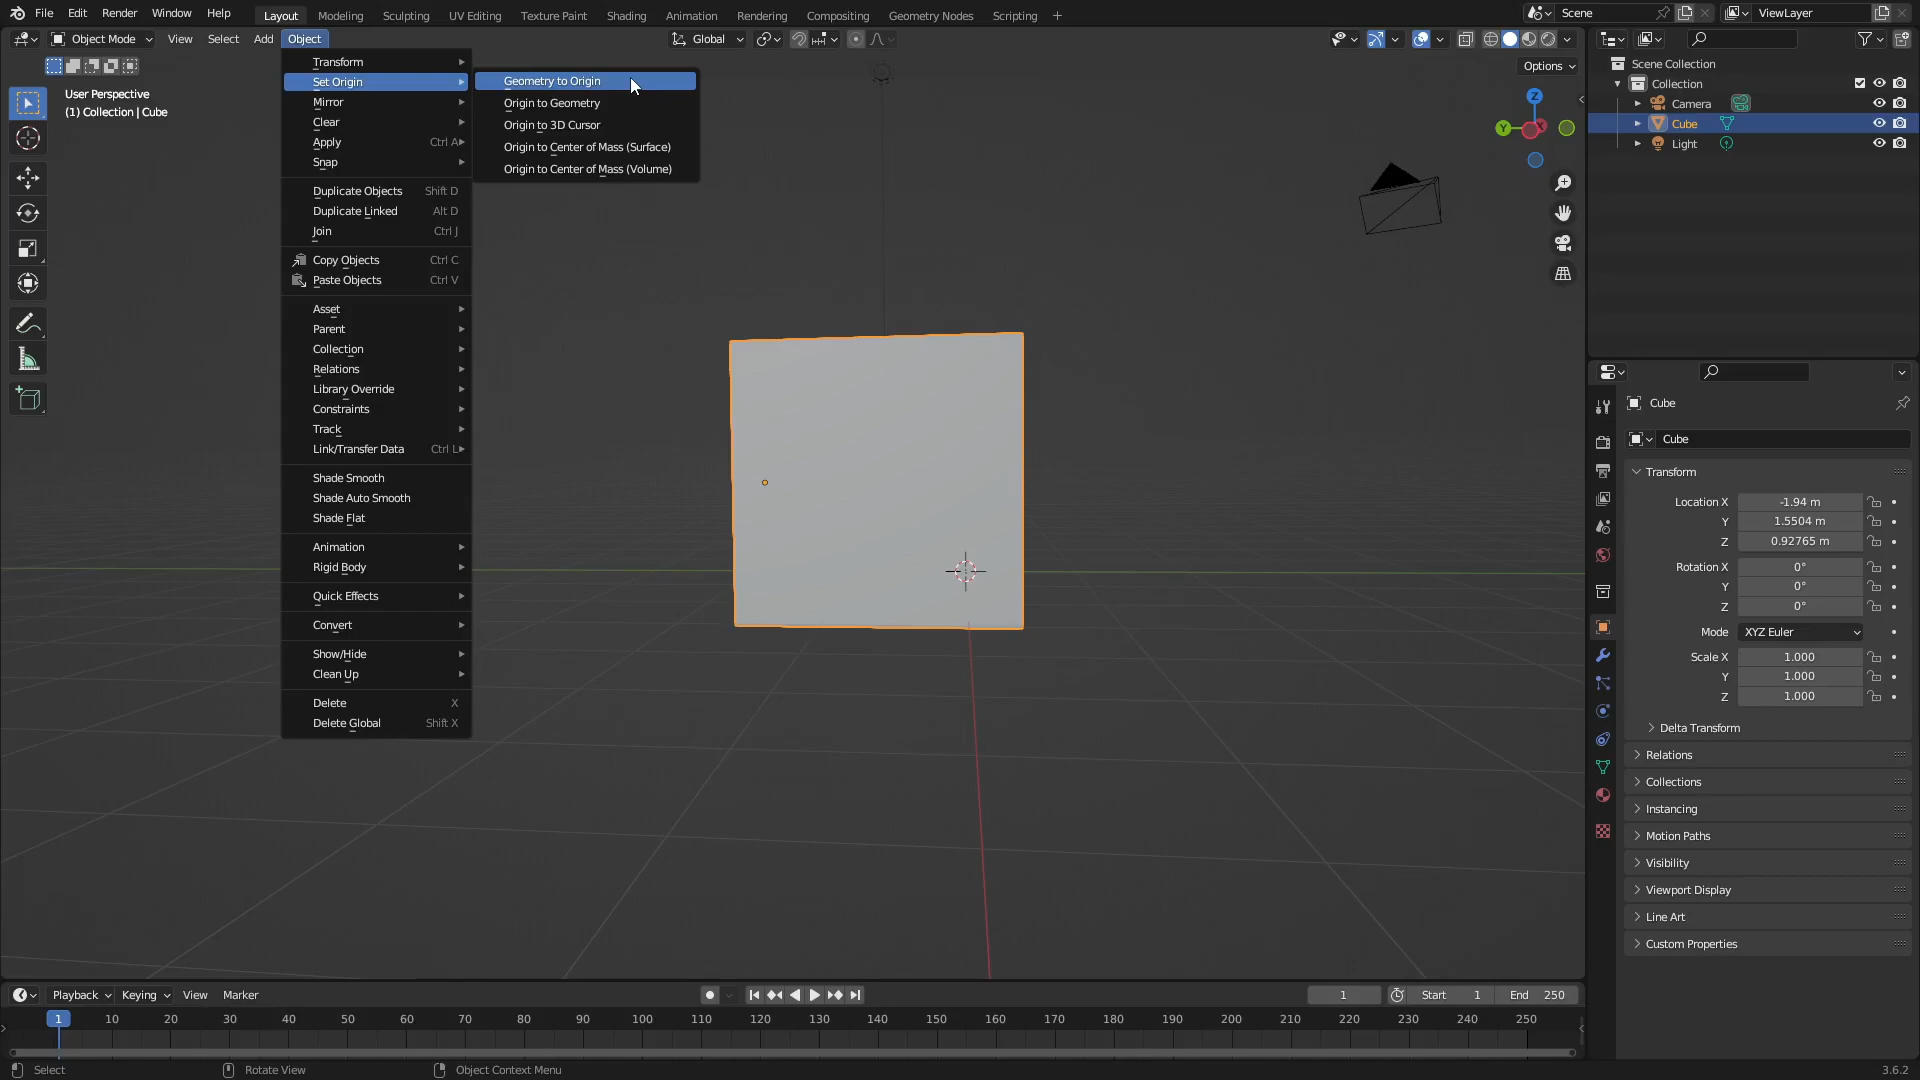 File Edit Render Window Help Layout Modeling Sculpting UV Editing Texture Paint Shading Animation Rendering Compositing Geometry Nodes Scripting + Scene ViewLayer
Object Mode View Select Add Object Global
Options
User Perspective
(1) Collection | Cube
Transform
Set Origin
Mirror
Clear
Apply Ctrl A
Snap
Duplicate Objects Shift D
Duplicate Linked Alt D
Join Ctrl J
Copy Objects Ctrl C
Paste Objects Ctrl V
Asset
Parent
Collection
Relations
Library Override
Constraints
Track
Link/Transfer Data Ctrl L
Shade Smooth
Shade Auto Smooth
Shade Flat
Animation
Rigid Body
Quick Effects
Convert
Show/Hide
Clean Up
Delete X
Delete Global Shift X
Geometry to Origin
Origin to Geometry
Origin to 3D Cursor
Origin to Center of Mass (Surface)
Origin to Center of Mass (Volume)
Z
Y X
Scene Collection
Collection
Camera
Cube
Light
Cube
Cube
Transform
Location X -1.94 m
Y 1.5504 m
Z 0.92765 m
Rotation X 0°
Y 0°
Z 0°
Mode XYZ Euler
Scale X 1.000
Y 1.000
Z 1.000
Delta Transform
Relations
Collections
Instancing
Motion Paths
Visibility
Viewport Display
Line Art
Custom Properties
Playback Keying View Marker 1 Start 1 End 250
1 10 20 30 40 50 60 70 80 90 100 110 120 130 140 150 160 170 180 190 200 210 220 230 240 250
Select Rotate View Object Context Menu 3.6.2